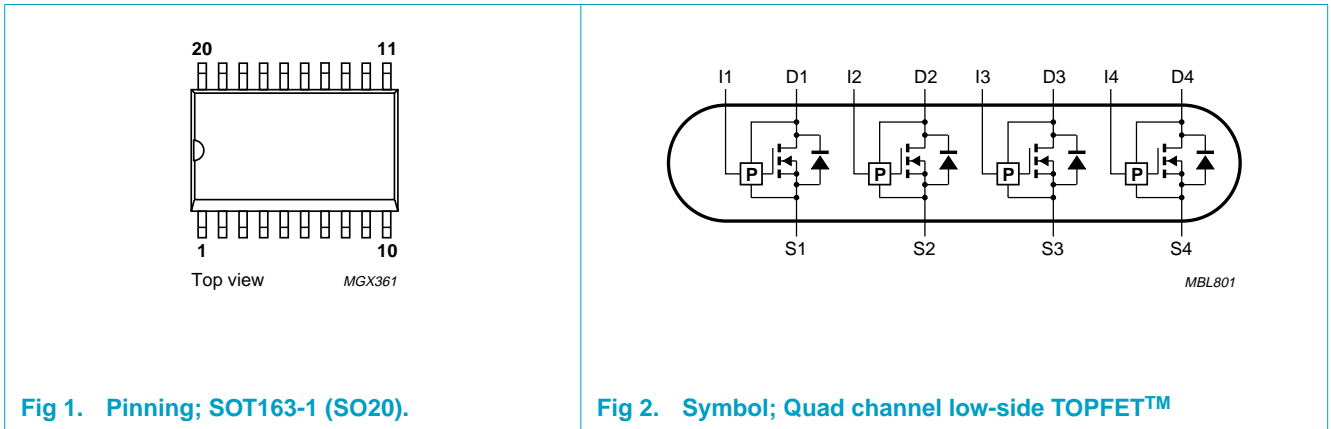 20 11
1 10
Top view MGX361
Fig 1. Pinning; SOT163-1 (SO20).
I1 D1 I2 D2 I3 D3 I4 D4
P P P P
S1 S2 S3 S4
MBL801
Fig 2. Symbol; Quad channel low-side TOPFET™